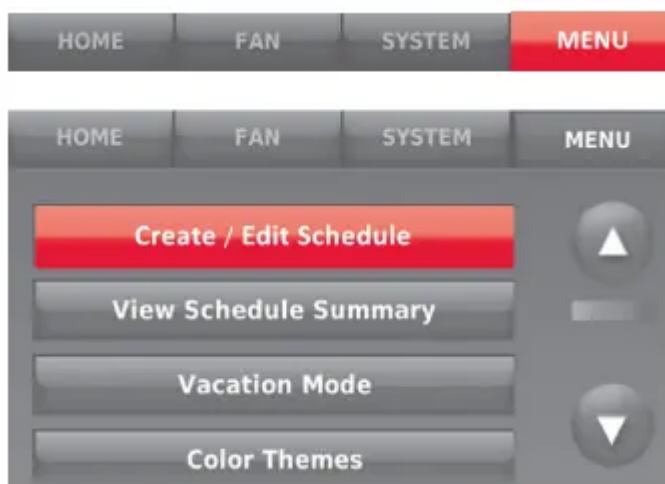 HOME FAN SYSTEM MENU
HOME FAN SYSTEM MENU
Create / Edit Schedule
View Schedule Summary
Vacation Mode
Color Themes